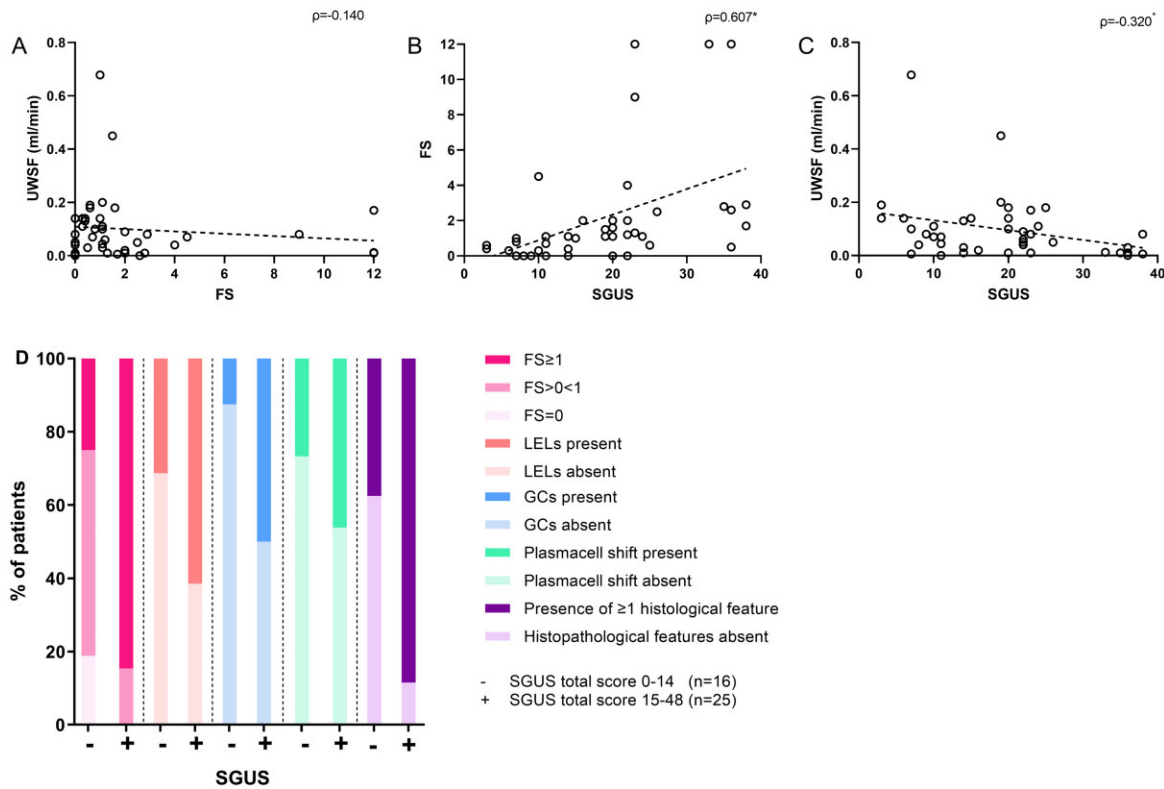 A
ρ=-0.140
UWSF (ml/min)
0.8
0.6
0.4
0.2
0.0
0 2 4 6 8 10 12
FS
B
ρ=0.607*
FS
12
10
8
6
4
2
0
0 10 20 30 40
SGUS
C
ρ=-0.320*
UWSF (ml/min)
0.8
0.6
0.4
0.2
0.0
0 10 20 30 40
SGUS
D
% of patients
100
80
60
40
20
0
- + - + - + - + - +
SGUS
FS≥1
FS>0<1
FS=0
LELs present
LELs absent
GCs present
GCs absent
Plasmacell shift present
Plasmacell shift absent
Presence of ≥1 histological feature
Histopathological features absent
- SGUS total score 0-14 (n=16)
+ SGUS total score 15-48 (n=25)